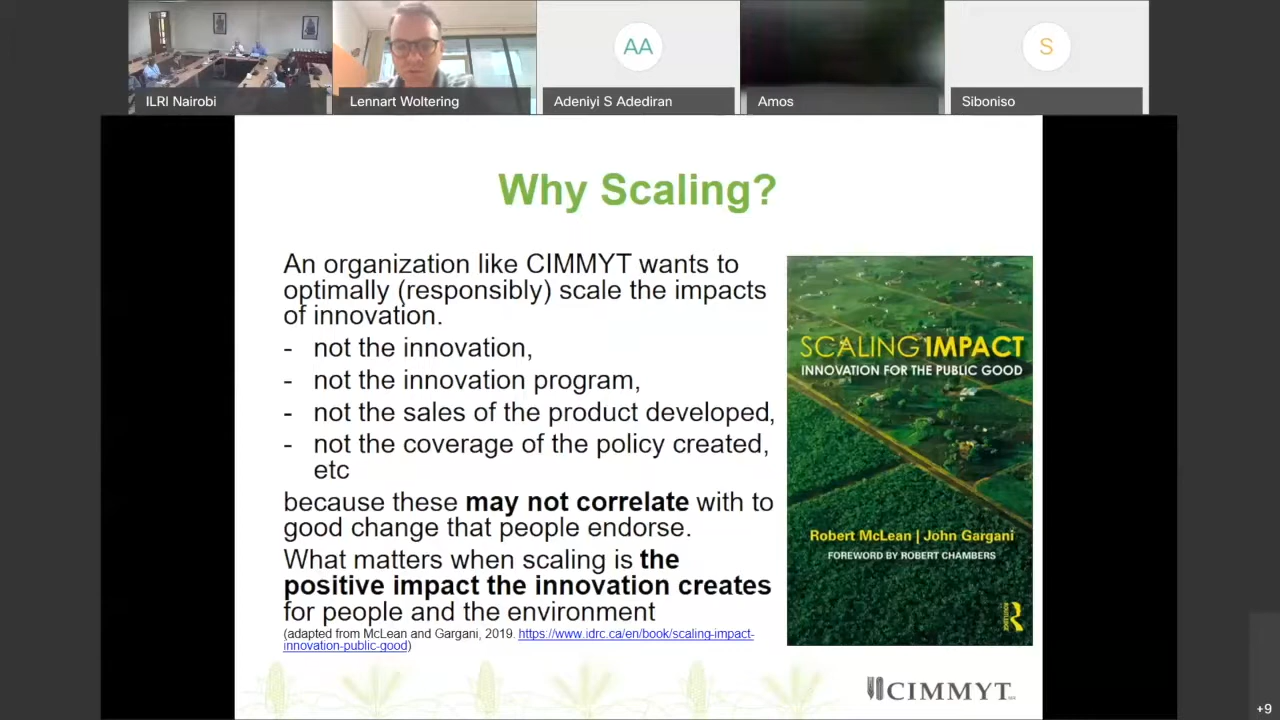 AA
S
ILRI Nairobi
Lennart Woltering
Adeniyi S Adediran
Amos
Siboniso
Why Scaling?
An organization like CIMMYT wants to
optimally (responsibly) scale the impacts
of innovation.
- not the innovation,
- not the innovation program,
- not the sales of the product developed,
- not the coverage of the policy created,
etc
because these may not correlate with to
good change that people endorse.
What matters when scaling is the
positive impact the innovation creates
for people and the environment
(adapted from McLean and Gargani, 2019. https://www.idrc.ca/en/book/scaling-impact-
innovation-public-good)
SCALING IMPACT
INNOVATION FOR THE PUBLIC GOOD
Robert McLean | John Gargani
FOREWORD BY ROBERT CHAMBERS
ROUTLEDGE
CIMMYT
+9